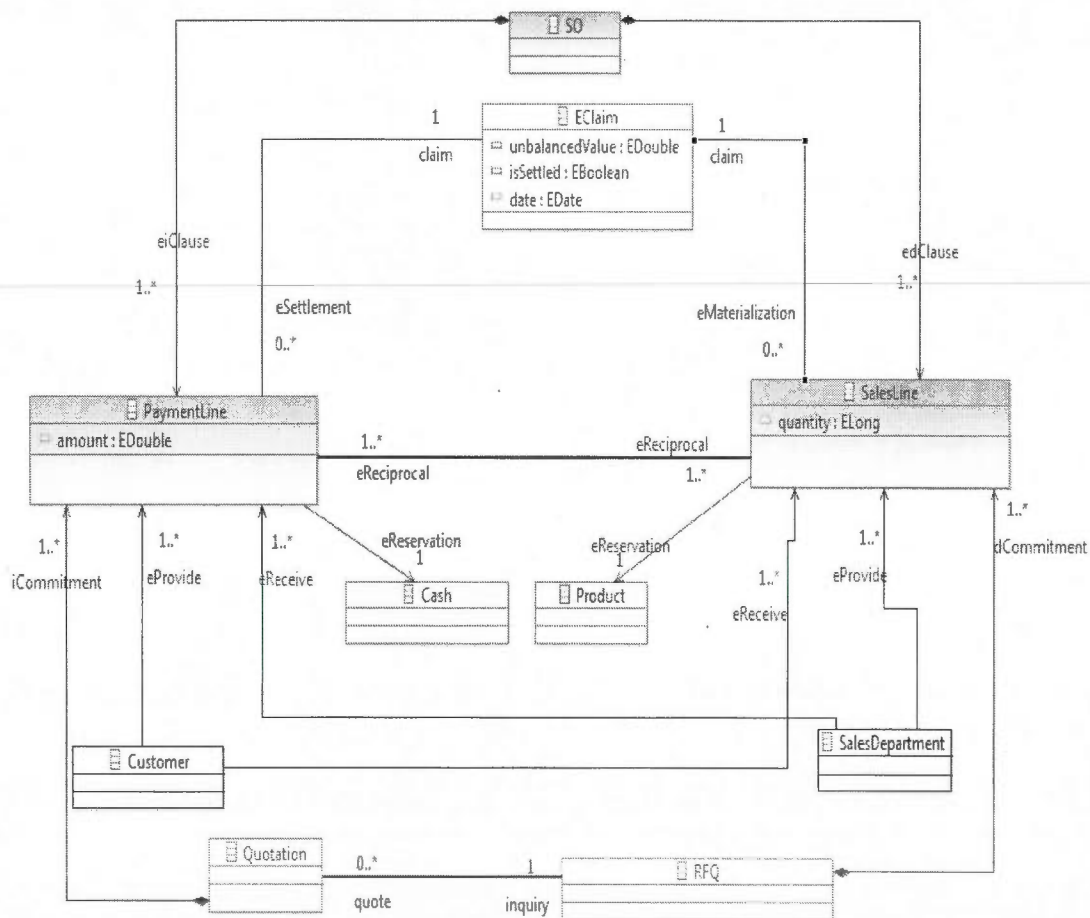 SO
1
EClaim
1
claim
unbalancedValue : EDouble
claim
isSettled : EBoolean
date : EDate
eiClause
edClause
1..*
1..*
eSettlement
eMaterialization
0..*
0..*
PaymentLine
SalesLine
amount : EDouble
quantity : ELong
1..*
eReciprocal
eReciprocal
1..*
1..*
1..*
1..*
eReservation
1
eReservation
1
1..*
1..*
1..*
iCommitment
eProvide
eReceive
eProvide
dCommitment
Cash
Product
eReceive
Customer
SalesDepartment
Quotation
0..*
1
RFQ
quote
inquiry